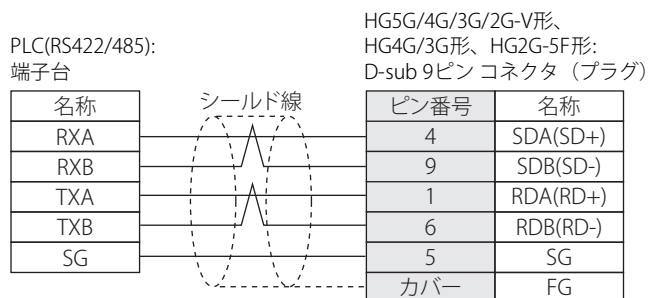 HG5G/4G/3G/2G-V形、
PLC(RS422/485): HG4G/3G形、HG2G-5F形:
端子台 D-sub 9ピン コネクタ（プラグ）
名称 シールド線 ピン番号 名称
RXA 4 SDA(SD+)
RXB 9 SDB(SD-)
TXA 1 RDA(RD+)
TXB 6 RDB(RD-)
SG 5 SG
カバー FG